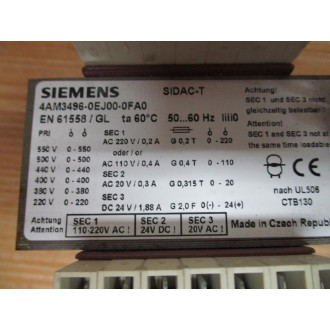 SIEMENS SIDAC-T
4AM3496-0EJ00-0FA0
EN 61558 / GL ta 60°C 50...60 Hz IiiI0
Achtung
SEC 1 und SEC 3 nicht
gleichzeitig belastbar
Attention
SEC 1 and SEC 3 not
the same time loadable
PRI SEC 1
550 V 0 - 550 AC 220 V / 0,2 A G 0,2 T 0 - 220
500 V 0 - 500 oder / or
440 V 0 - 440 AC 110 V / 0,4 A G 0,4 T 0 - 110
400 V 0 - 400 SEC 2
380 V 0 - 380 AC 20 V / 0,3 A G 0,315 T 0 - 20
220 V 0 - 220 SEC 3
DC 24 V / 1,88 A G 2,0 F 0(-) - 24(+)
nach UL506
CTB130
Achtung SEC 1 SEC 2 SEC 3
Attention 110-220V AC ! 24V DC ! 20V AC !
Made in Czech Republ